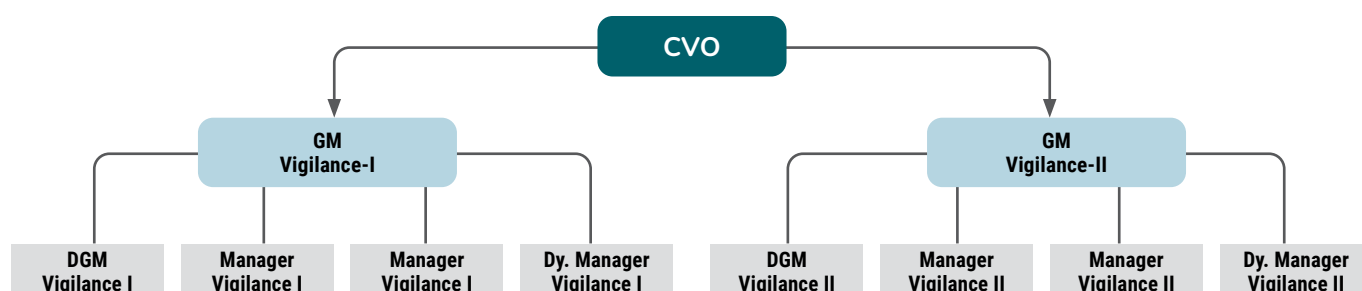 CVO
GM
Vigilance-I
GM
Vigilance-II
DGM
Vigilance I
Manager
Vigilance I
Manager
Vigilance I
Dy. Manager
Vigilance I
DGM
Vigilance II
Manager
Vigilance II
Manager
Vigilance II
Dy. Manager
Vigilance II